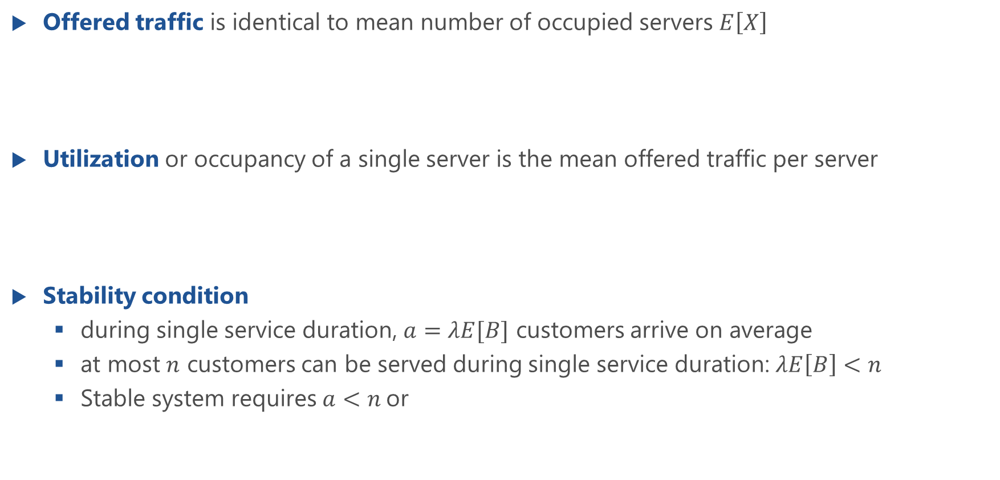 ▶ Offered traffic is identical to mean number of occupied servers E[X]
▶ Utilization or occupancy of a single server is the mean offered traffic per server
▶ Stability condition
▪ during single service duration, a = λE[B] customers arrive on average
▪ at most n customers can be served during single service duration: λE[B] < n
▪ Stable system requires a < n or